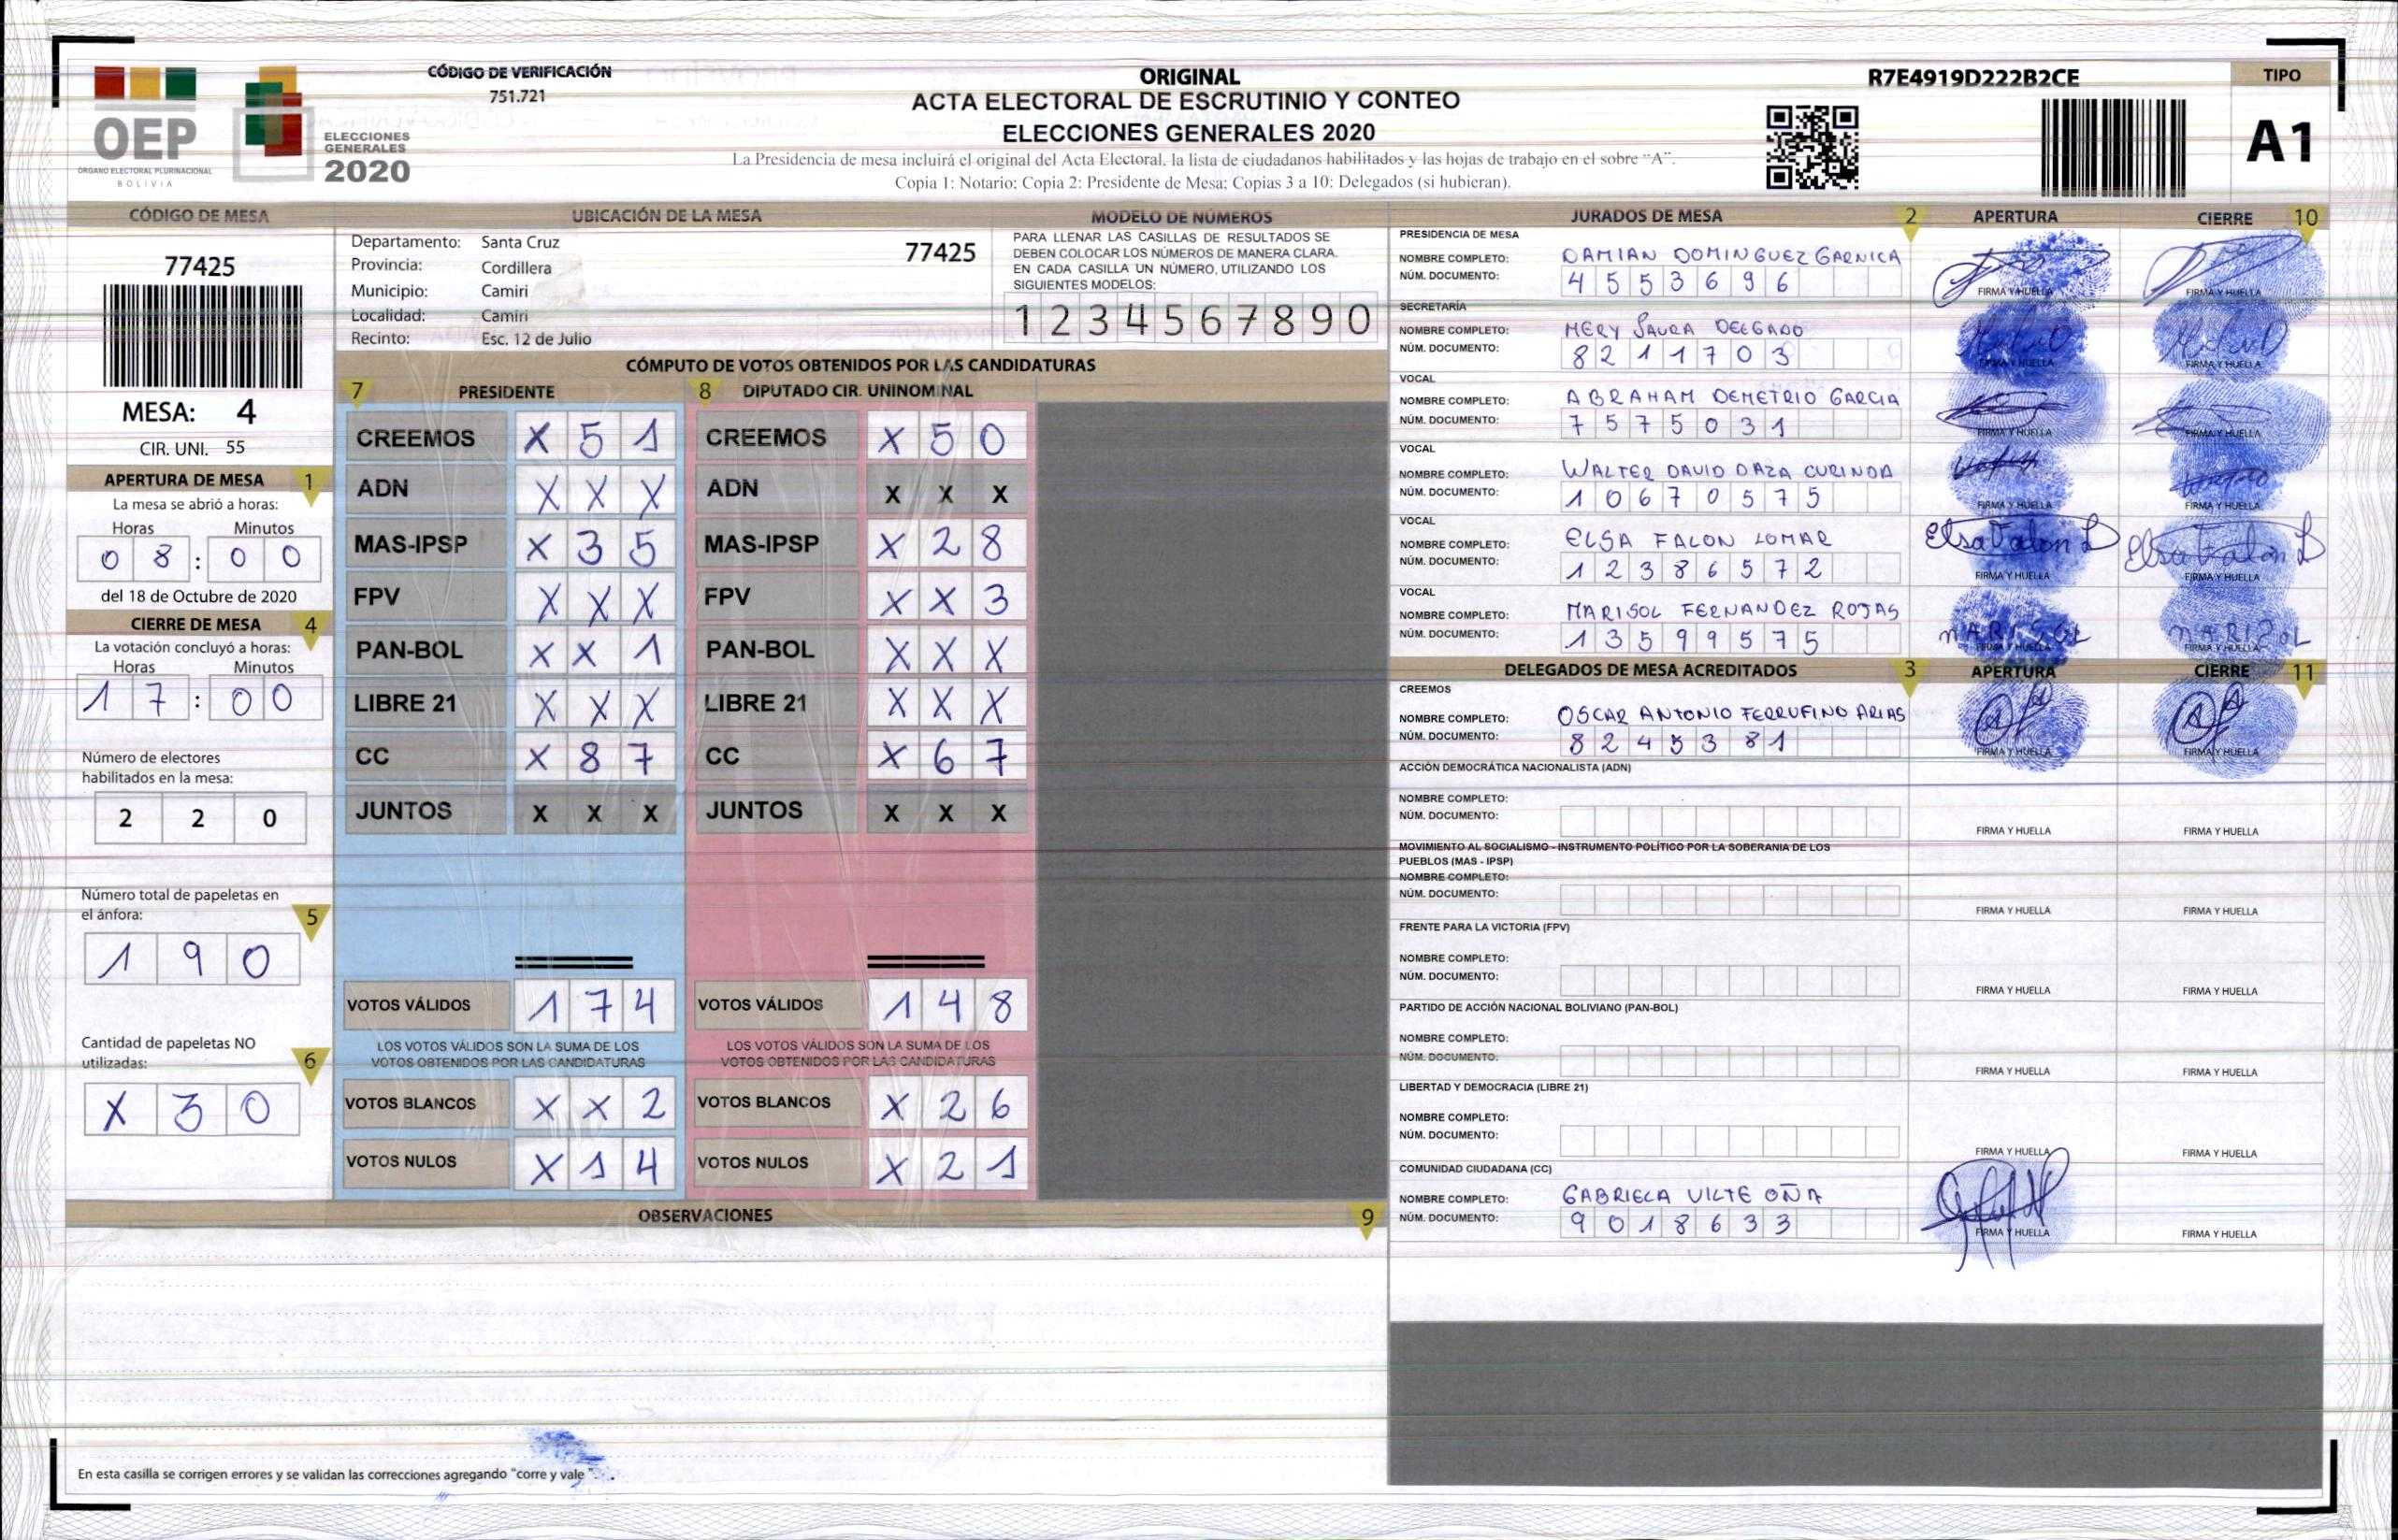 CÓDIGO DE VERIFICACIÓN
751.721
OEP
ÓRGANO ELECTORAL PLURINACIONAL
BOLIVIA
ELECCIONES
GENERALES
2020
ORIGINAL
ACTA ELECTORAL DE ESCRUTINIO Y CONTEO
ELECCIONES GENERALES 2020
La Presidencia de mesa incluirá el original del Acta Electoral, la lista de ciudadanos habilitados y las hojas de trabajo en el sobre "A".
Copia 1: Notario: Copia 2: Presidente de Mesa: Copias 3 a 10: Delegados (si hubieran).
R7E4919D222B2CE
TIPO
A1
CÓDIGO DE MESA
77425
MESA: 4
CIR. UNI. 55
APERTURA DE MESA 1
La mesa se abrió a horas:
Horas Minutos
0 8 : 0 0
del 18 de Octubre de 2020
CIERRE DE MESA 4
La votación concluyó a horas:
Horas Minutos
1 7 : 0 0
Número de electores
habilitados en la mesa:
2 2 0
Número total de papeletas en
el ánfora: 5
1 9 0
Cantidad de papeletas NO
utilizadas: 6
X 3 0
UBICACIÓN DE LA MESA
Departamento: Santa Cruz 77425
Provincia: Cordillera
Municipio: Camiri
Localidad: Camiri
Recinto: Esc. 12 de Julio
MODELO DE NÚMEROS
PARA LLENAR LAS CASILLAS DE RESULTADOS SE
DEBEN COLOCAR LOS NÚMEROS DE MANERA CLARA.
EN CADA CASILLA UN NÚMERO, UTILIZANDO LOS
SIGUIENTES MODELOS:
1 2 3 4 5 6 7 8 9 0
CÓMPUTO DE VOTOS OBTENIDOS POR LAS CANDIDATURAS
7 PRESIDENTE 8 DIPUTADO CIR. UNINOMINAL
CREEMOS X 5 1 CREEMOS X 5 0
ADN X X X ADN X X X
MAS-IPSP X 3 5 MAS-IPSP X 2 8
FPV X X X FPV X X 3
PAN-BOL X X 1 PAN-BOL X X X
LIBRE 21 X X X LIBRE 21 X X X
CC X 8 7 CC X 6 7
JUNTOS X X X JUNTOS X X X
VOTOS VÁLIDOS 1 7 4 VOTOS VÁLIDOS 1 4 8
LOS VOTOS VÁLIDOS SON LA SUMA DE LOS LOS VOTOS VÁLIDOS SON LA SUMA DE LOS
VOTOS OBTENIDOS POR LAS CANDIDATURAS VOTOS OBTENIDOS POR LAS CANDIDATURAS
VOTOS BLANCOS X X 2 VOTOS BLANCOS X 2 6
VOTOS NULOS X 1 4 VOTOS NULOS X 2 1
OBSERVACIONES 9
En esta casilla se corrigen errores y se validan las correcciones agregando "corre y vale".
JURADOS DE MESA 2 APERTURA CIERRE 10
PRESIDENCIA DE MESA
NOMBRE COMPLETO: DAMIAN DOMINGUEZ GARNICA
NÚM. DOCUMENTO: 4 5 5 3 6 9 6
FIRMA Y HUELLA FIRMA Y HUELLA
SECRETARÍA
NOMBRE COMPLETO: MERY SAURA DELGADO
NÚM. DOCUMENTO: 8 2 1 1 7 0 3
FIRMA Y HUELLA FIRMA Y HUELLA
VOCAL
NOMBRE COMPLETO: ABRAHAM DEMETRIO GARCIA
NÚM. DOCUMENTO: 7 5 7 5 0 3 1
FIRMA Y HUELLA FIRMA Y HUELLA
VOCAL
NOMBRE COMPLETO: WALTER DAVID DAZA CURINDA
NÚM. DOCUMENTO: 1 0 6 7 0 5 7 5
FIRMA Y HUELLA FIRMA Y HUELLA
VOCAL
NOMBRE COMPLETO: ELSA FALON LOMAR
NÚM. DOCUMENTO: 1 2 3 8 6 5 7 2
Elsa Falon L Elsa Falon L
FIRMA Y HUELLA FIRMA Y HUELLA
VOCAL
NOMBRE COMPLETO: MARISOL FERNANDEZ ROJAS
NÚM. DOCUMENTO: 1 3 5 9 9 5 7 5
MARISOL MARIZOL
FIRMA Y HUELLA FIRMA Y HUELLA
DELEGADOS DE MESA ACREDITADOS 3 APERTURA CIERRE 11
CREEMOS
NOMBRE COMPLETO: OSCAR ANTONIO FERRUFINO ARIAS
NÚM. DOCUMENTO: 8 2 4 5 3 8 1
FIRMA Y HUELLA FIRMA Y HUELLA
ACCIÓN DEMOCRÁTICA NACIONALISTA (ADN)
NOMBRE COMPLETO:
NÚM. DOCUMENTO:
FIRMA Y HUELLA FIRMA Y HUELLA
MOVIMIENTO AL SOCIALISMO - INSTRUMENTO POLÍTICO POR LA SOBERANIA DE LOS
PUEBLOS (MAS - IPSP)
NOMBRE COMPLETO:
NÚM. DOCUMENTO:
FIRMA Y HUELLA FIRMA Y HUELLA
FRENTE PARA LA VICTORIA (FPV)
NOMBRE COMPLETO:
NÚM. DOCUMENTO:
FIRMA Y HUELLA FIRMA Y HUELLA
PARTIDO DE ACCIÓN NACIONAL BOLIVIANO (PAN-BOL)
NOMBRE COMPLETO:
NÚM. DOCUMENTO:
FIRMA Y HUELLA FIRMA Y HUELLA
LIBERTAD Y DEMOCRACIA (LIBRE 21)
NOMBRE COMPLETO:
NÚM. DOCUMENTO:
FIRMA Y HUELLA FIRMA Y HUELLA
COMUNIDAD CIUDADANA (CC)
NOMBRE COMPLETO: GABRIELA VILTE OÑA
NÚM. DOCUMENTO: 9 0 1 8 6 3 3
FIRMA Y HUELLA FIRMA Y HUELLA